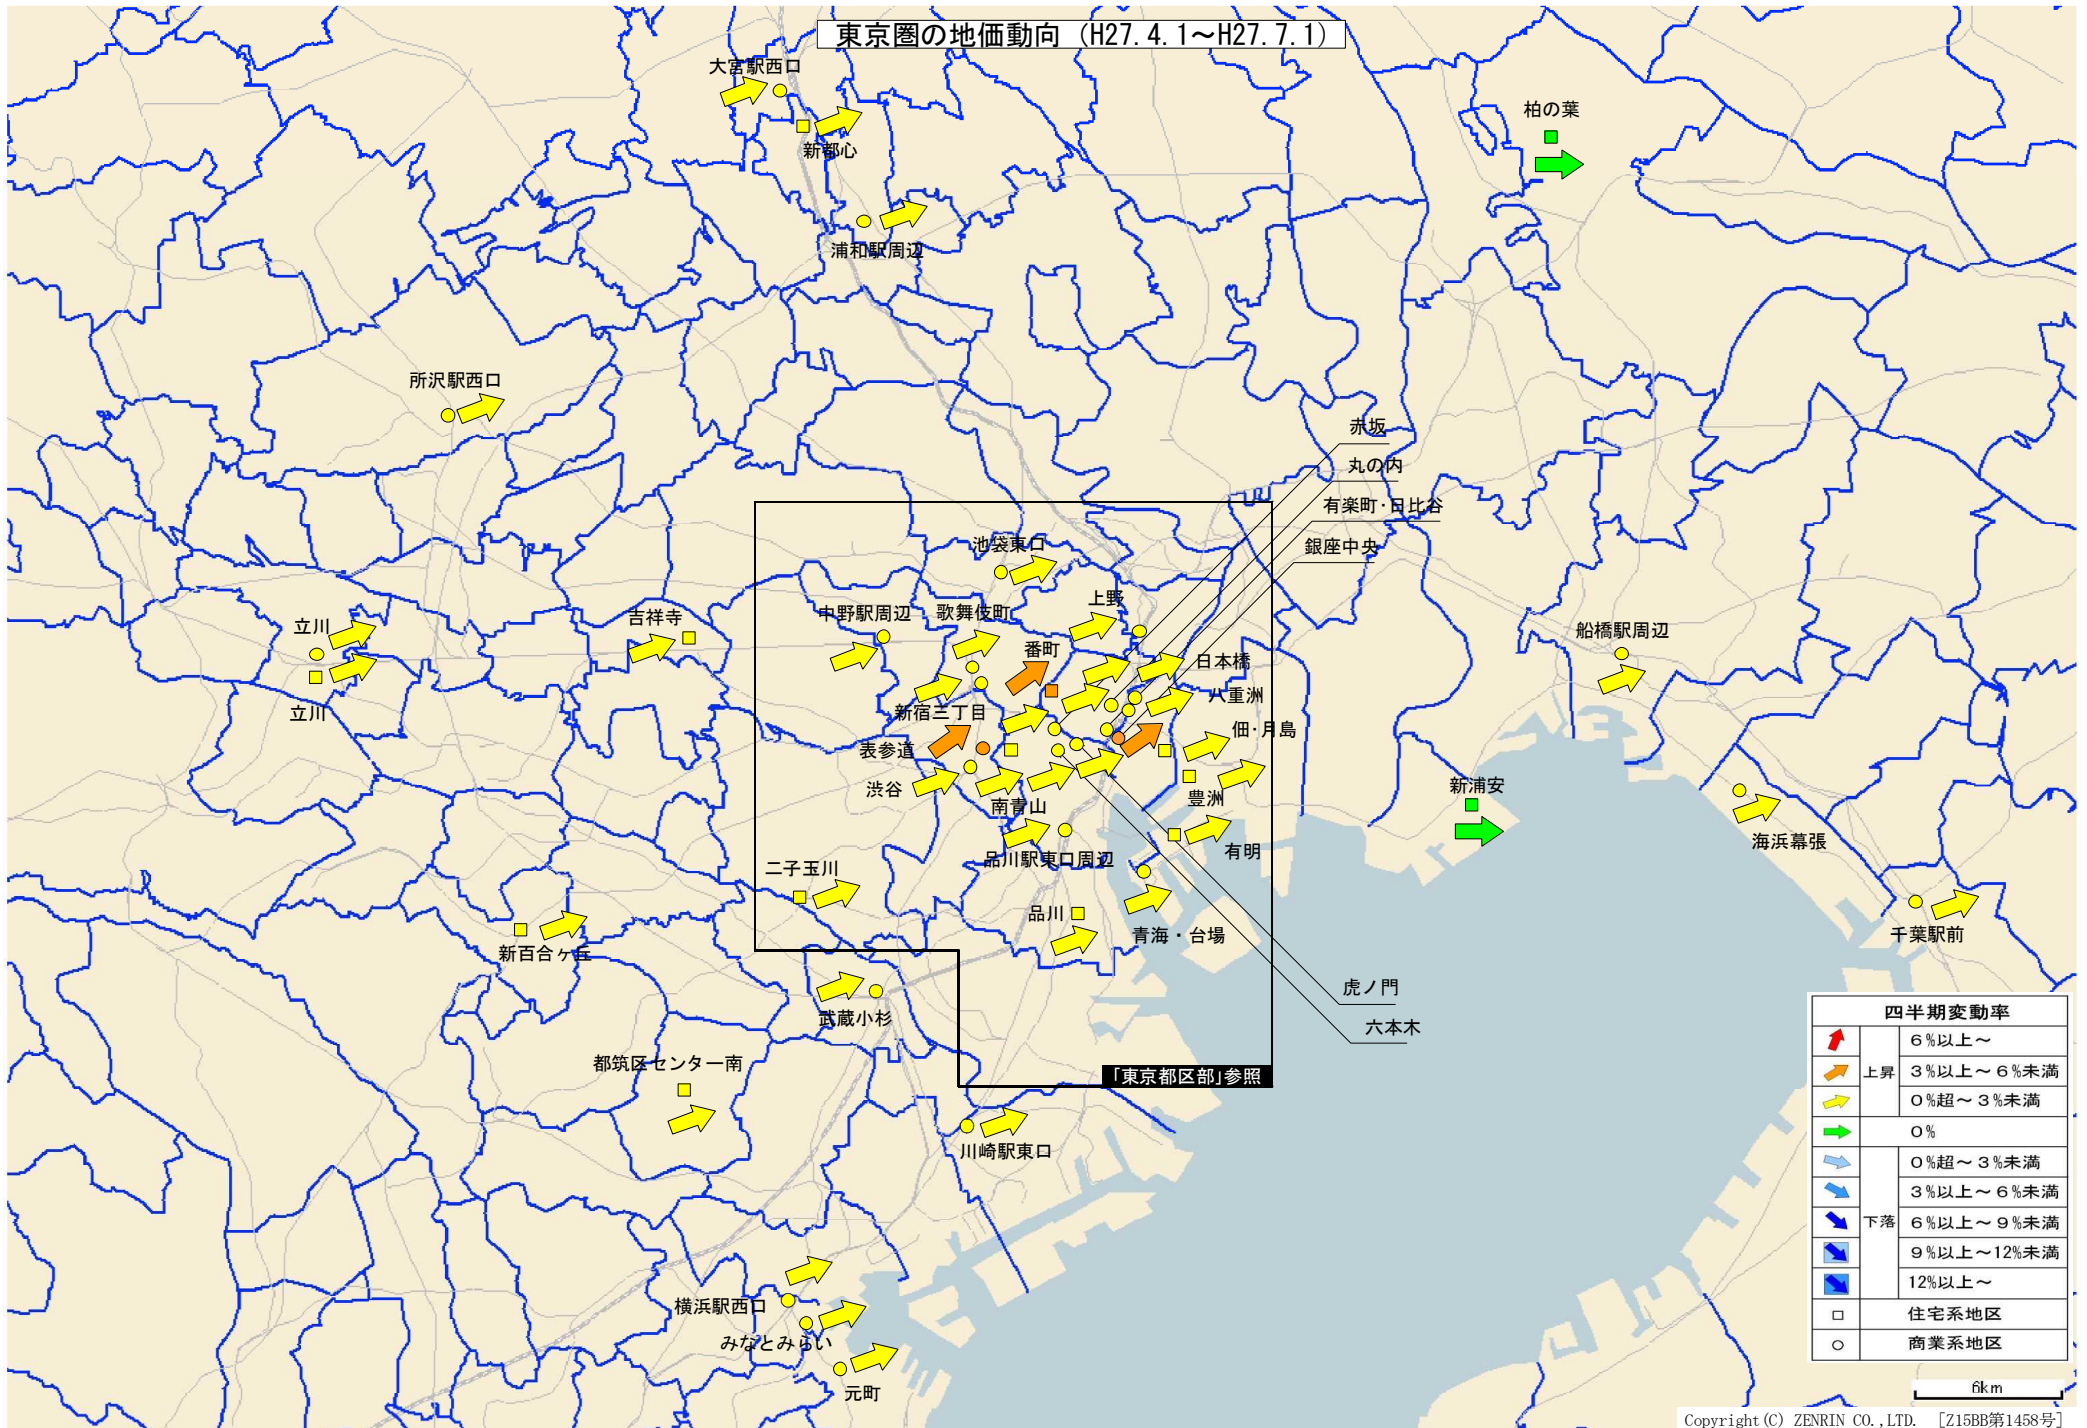 東京圏の地価動向 (H27.4.1～H27.7.1)
大宮駅西口
新都心
柏の葉
浦和駅周辺
所沢駅西口
赤坂
丸の内
有楽町・日比谷
銀座中央
池袋東口
上野
中野駅周辺
歌舞伎町
吉祥寺
立川
立川
番町
日本橋
八重洲
船橋駅周辺
新宿三丁目
佃・月島
表参道
渋谷
南青山
豊洲
新浦安
有明
海浜幕張
品川駅東口周辺
二子玉川
品川
青海・台場
千葉駅前
新百合ヶ丘
虎ノ門
武蔵小杉
六本木
都筑区センター南
「東京都区部」参照
川崎駅東口
横浜駅西口
みなとみらい
元町
四半期変動率
上昇
6%以上～
3%以上～6%未満
0%超～3%未満
0%
下落
0%超～3%未満
3%以上～6%未満
6%以上～9%未満
9%以上～12%未満
12%以上～
住宅系地区
商業系地区
6km
Copyright(C) ZENRIN CO.,LTD. [Z15BB第1458号]